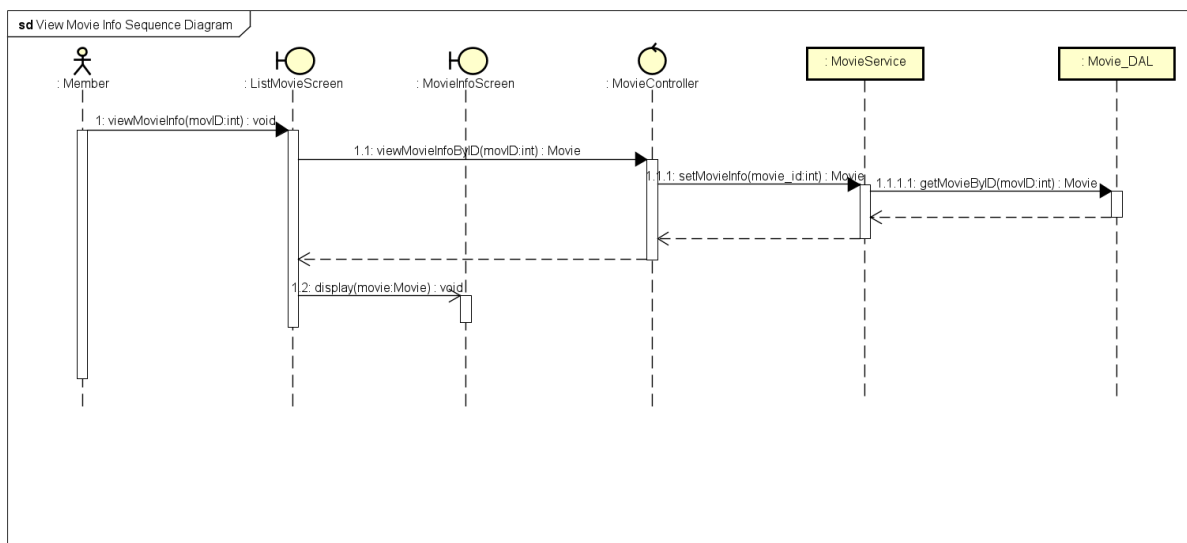 sd View Movie Info Sequence Diagram
: Member
: ListMovieScreen
: MovieInfoScreen
: MovieController
: MovieService
: Movie_DAL
1: viewMovieInfo(movID:int) : void
1.1: viewMovieInfoByID(movID:int) : Movie
1.1.1: setMovieInfo(movie_id:int) : Movie
1.1.1.1: getMovieByID(movID:int) : Movie
1.2: display(movie:Movie) : void